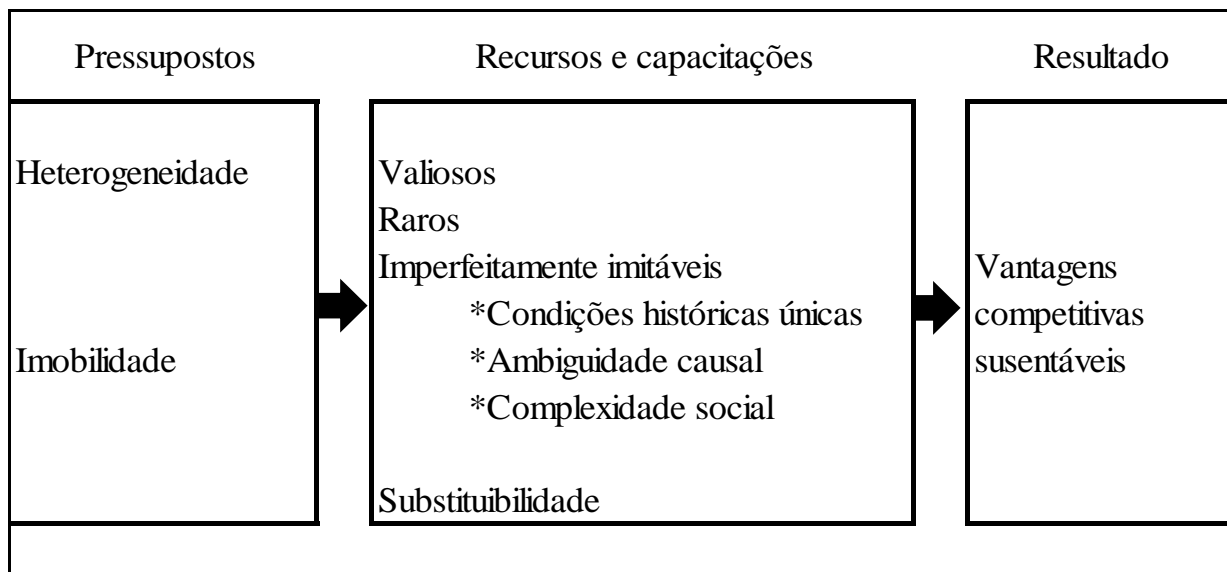 Pressupostos
Recursos e capacitações
Resultado
Heterogeneidade
Imobilidade
Valiosos
Raros
Imperfeitamente imitáveis
*Condições históricas únicas
*Ambiguidade causal
*Complexidade social
Substituibilidade
Vantagens
competitivas
susentáveis